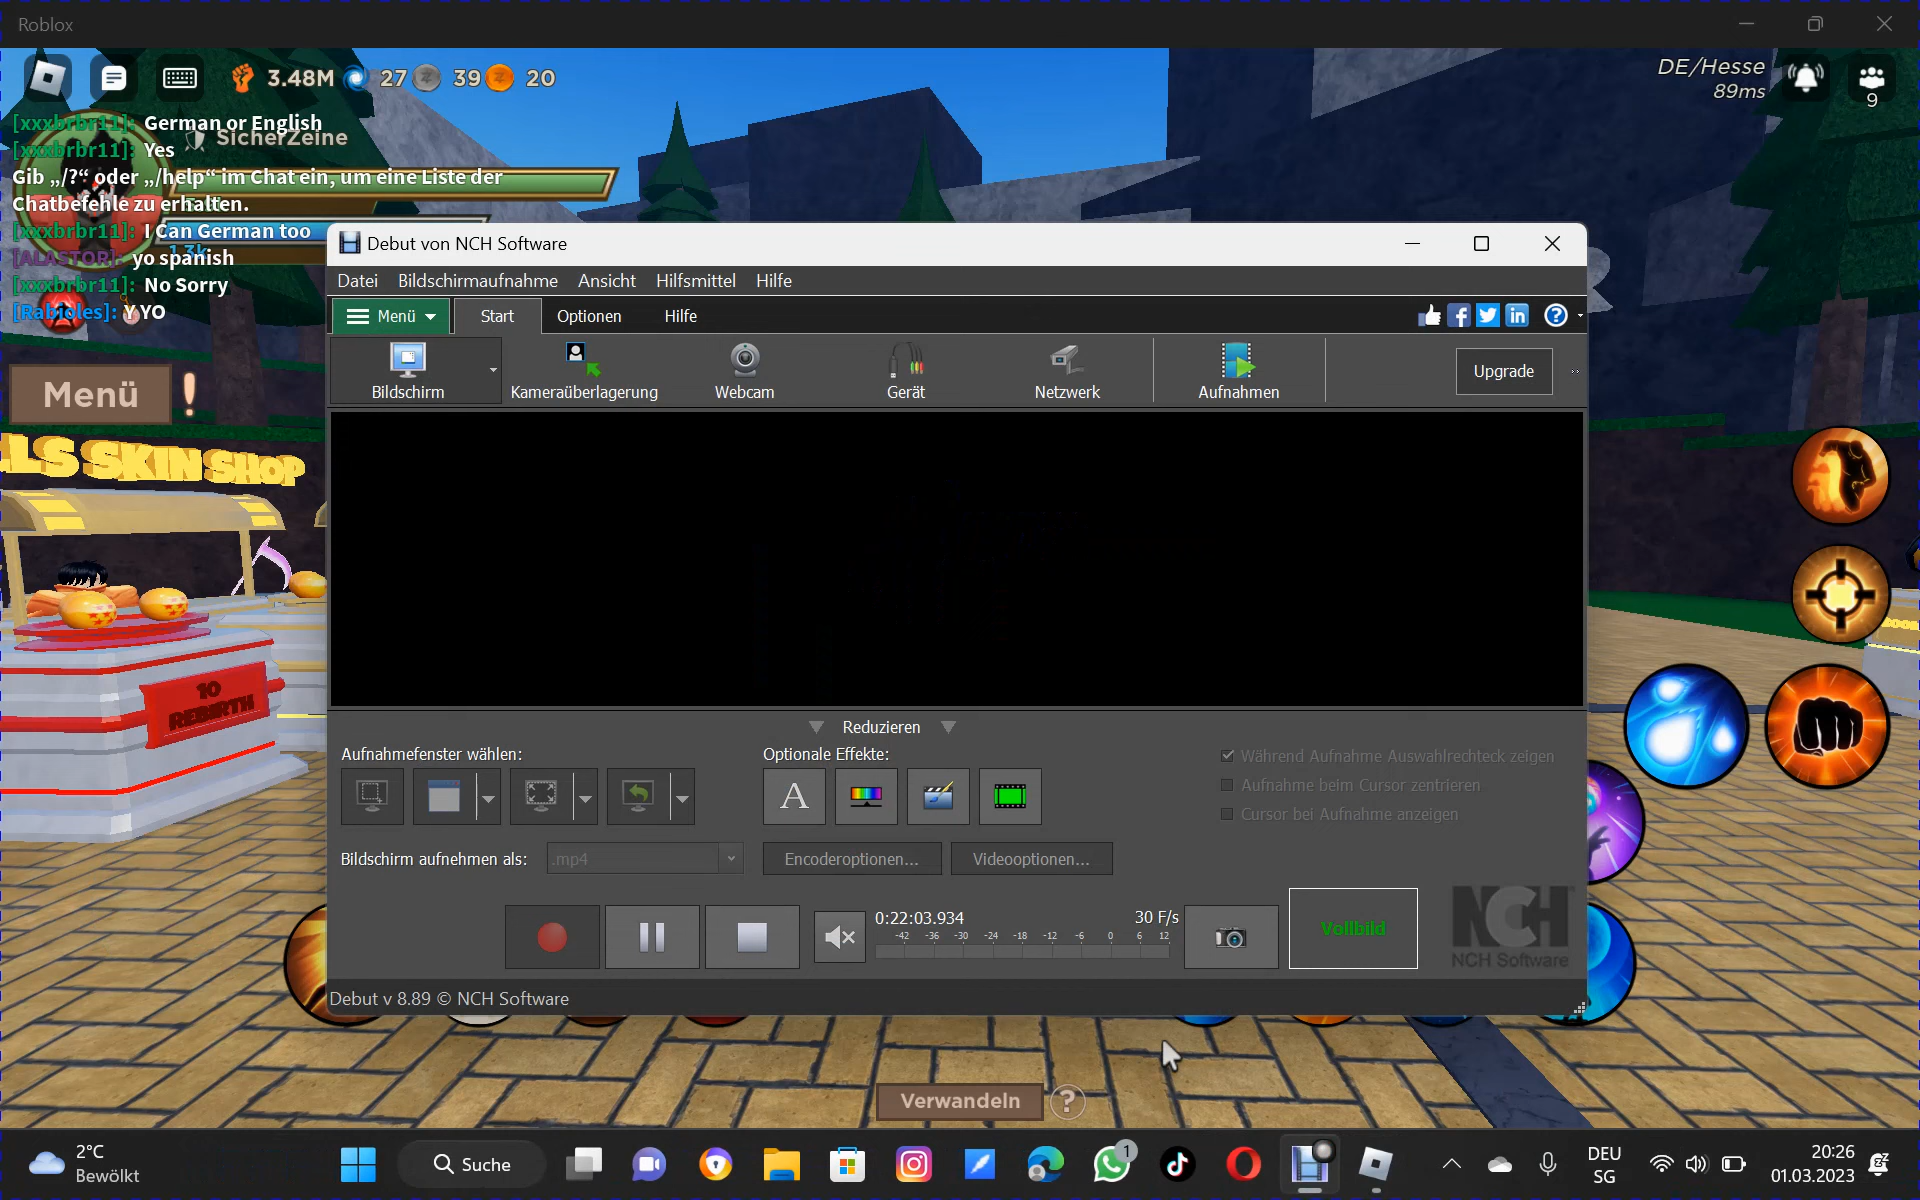 Roblox
3.48M 27 39 20
DE/Hesse
89ms
9
[xxxbrbr11]: German or English
SicherZeine
[xxxbrbr11]: Yes
Gib „/?“ oder „/help“ im Chat ein, um eine Liste der
Chatbefehle zu erhalten.
[xxxbrbr11]: I Can German too
1.3k
[ALASTOR]: yo spanish
[xxxbrbr11]: No Sorry
[Rabioles]: Y YO
Menü
LS SKIN SHOP
10
REBIRTH
Debut von NCH Software
Datei Bildschirmaufnahme Ansicht Hilfsmittel Hilfe
Menü Start Optionen Hilfe
Bildschirm Kameraüberlagerung Webcam Gerät Netzwerk Aufnahmen
Upgrade
Reduzieren
Aufnahmefenster wählen:
Optionale Effekte:
A
Während Aufnahme Auswahlrechteck zeigen
Aufnahme beim Cursor zentrieren
Cursor bei Aufnahme anzeigen
Bildschirm aufnehmen als: .mp4
Encoderoptionen... Videooptionen...
0:22:03.934 30 F/s
-42 -36 -30 -24 -18 -12 -6 0 6 12
Vollbild
NCH
NCH Software
Debut v 8.89 © NCH Software
Verwandeln ?
2°C
Bewölkt
Suche
1
DEU
SG
20:26
01.03.2023